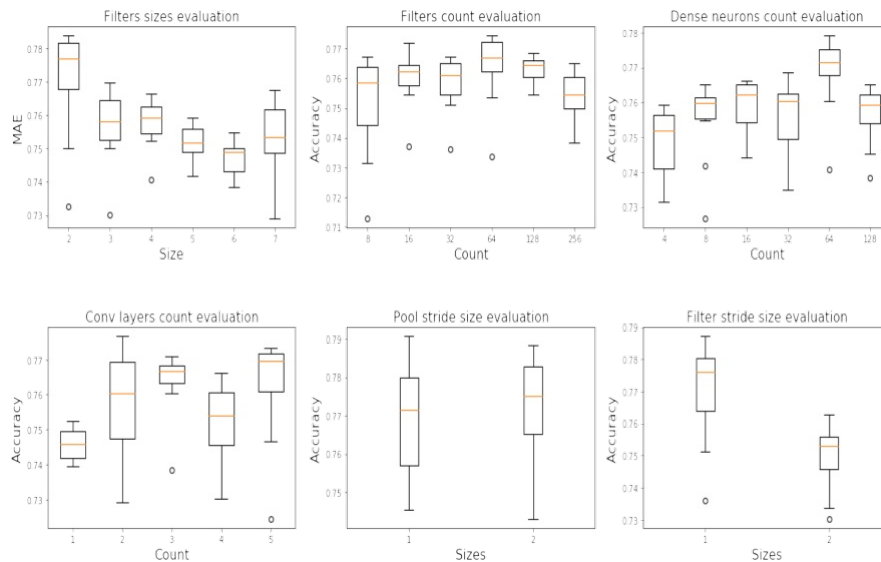 Filters sizes evaluation
MAE
0.78
0.77
0.76
0.75
0.74
0.73
2 3 4 5 6 7
Size
Filters count evaluation
Accuracy
0.77
0.76
0.75
0.74
0.73
0.72
0.71
8 16 32 64 128 256
Count
Dense neurons count evaluation
Accuracy
0.78
0.77
0.76
0.75
0.74
0.73
4 8 16 32 64 128
Count
Conv layers count evaluation
Accuracy
0.77
0.76
0.75
0.74
0.73
1 2 3 4 5
Count
Pool stride size evaluation
Accuracy
0.79
0.78
0.77
0.76
0.75
1 2
Sizes
Filter stride size evaluation
Accuracy
0.79
0.78
0.77
0.76
0.75
0.74
0.73
1 2
Sizes